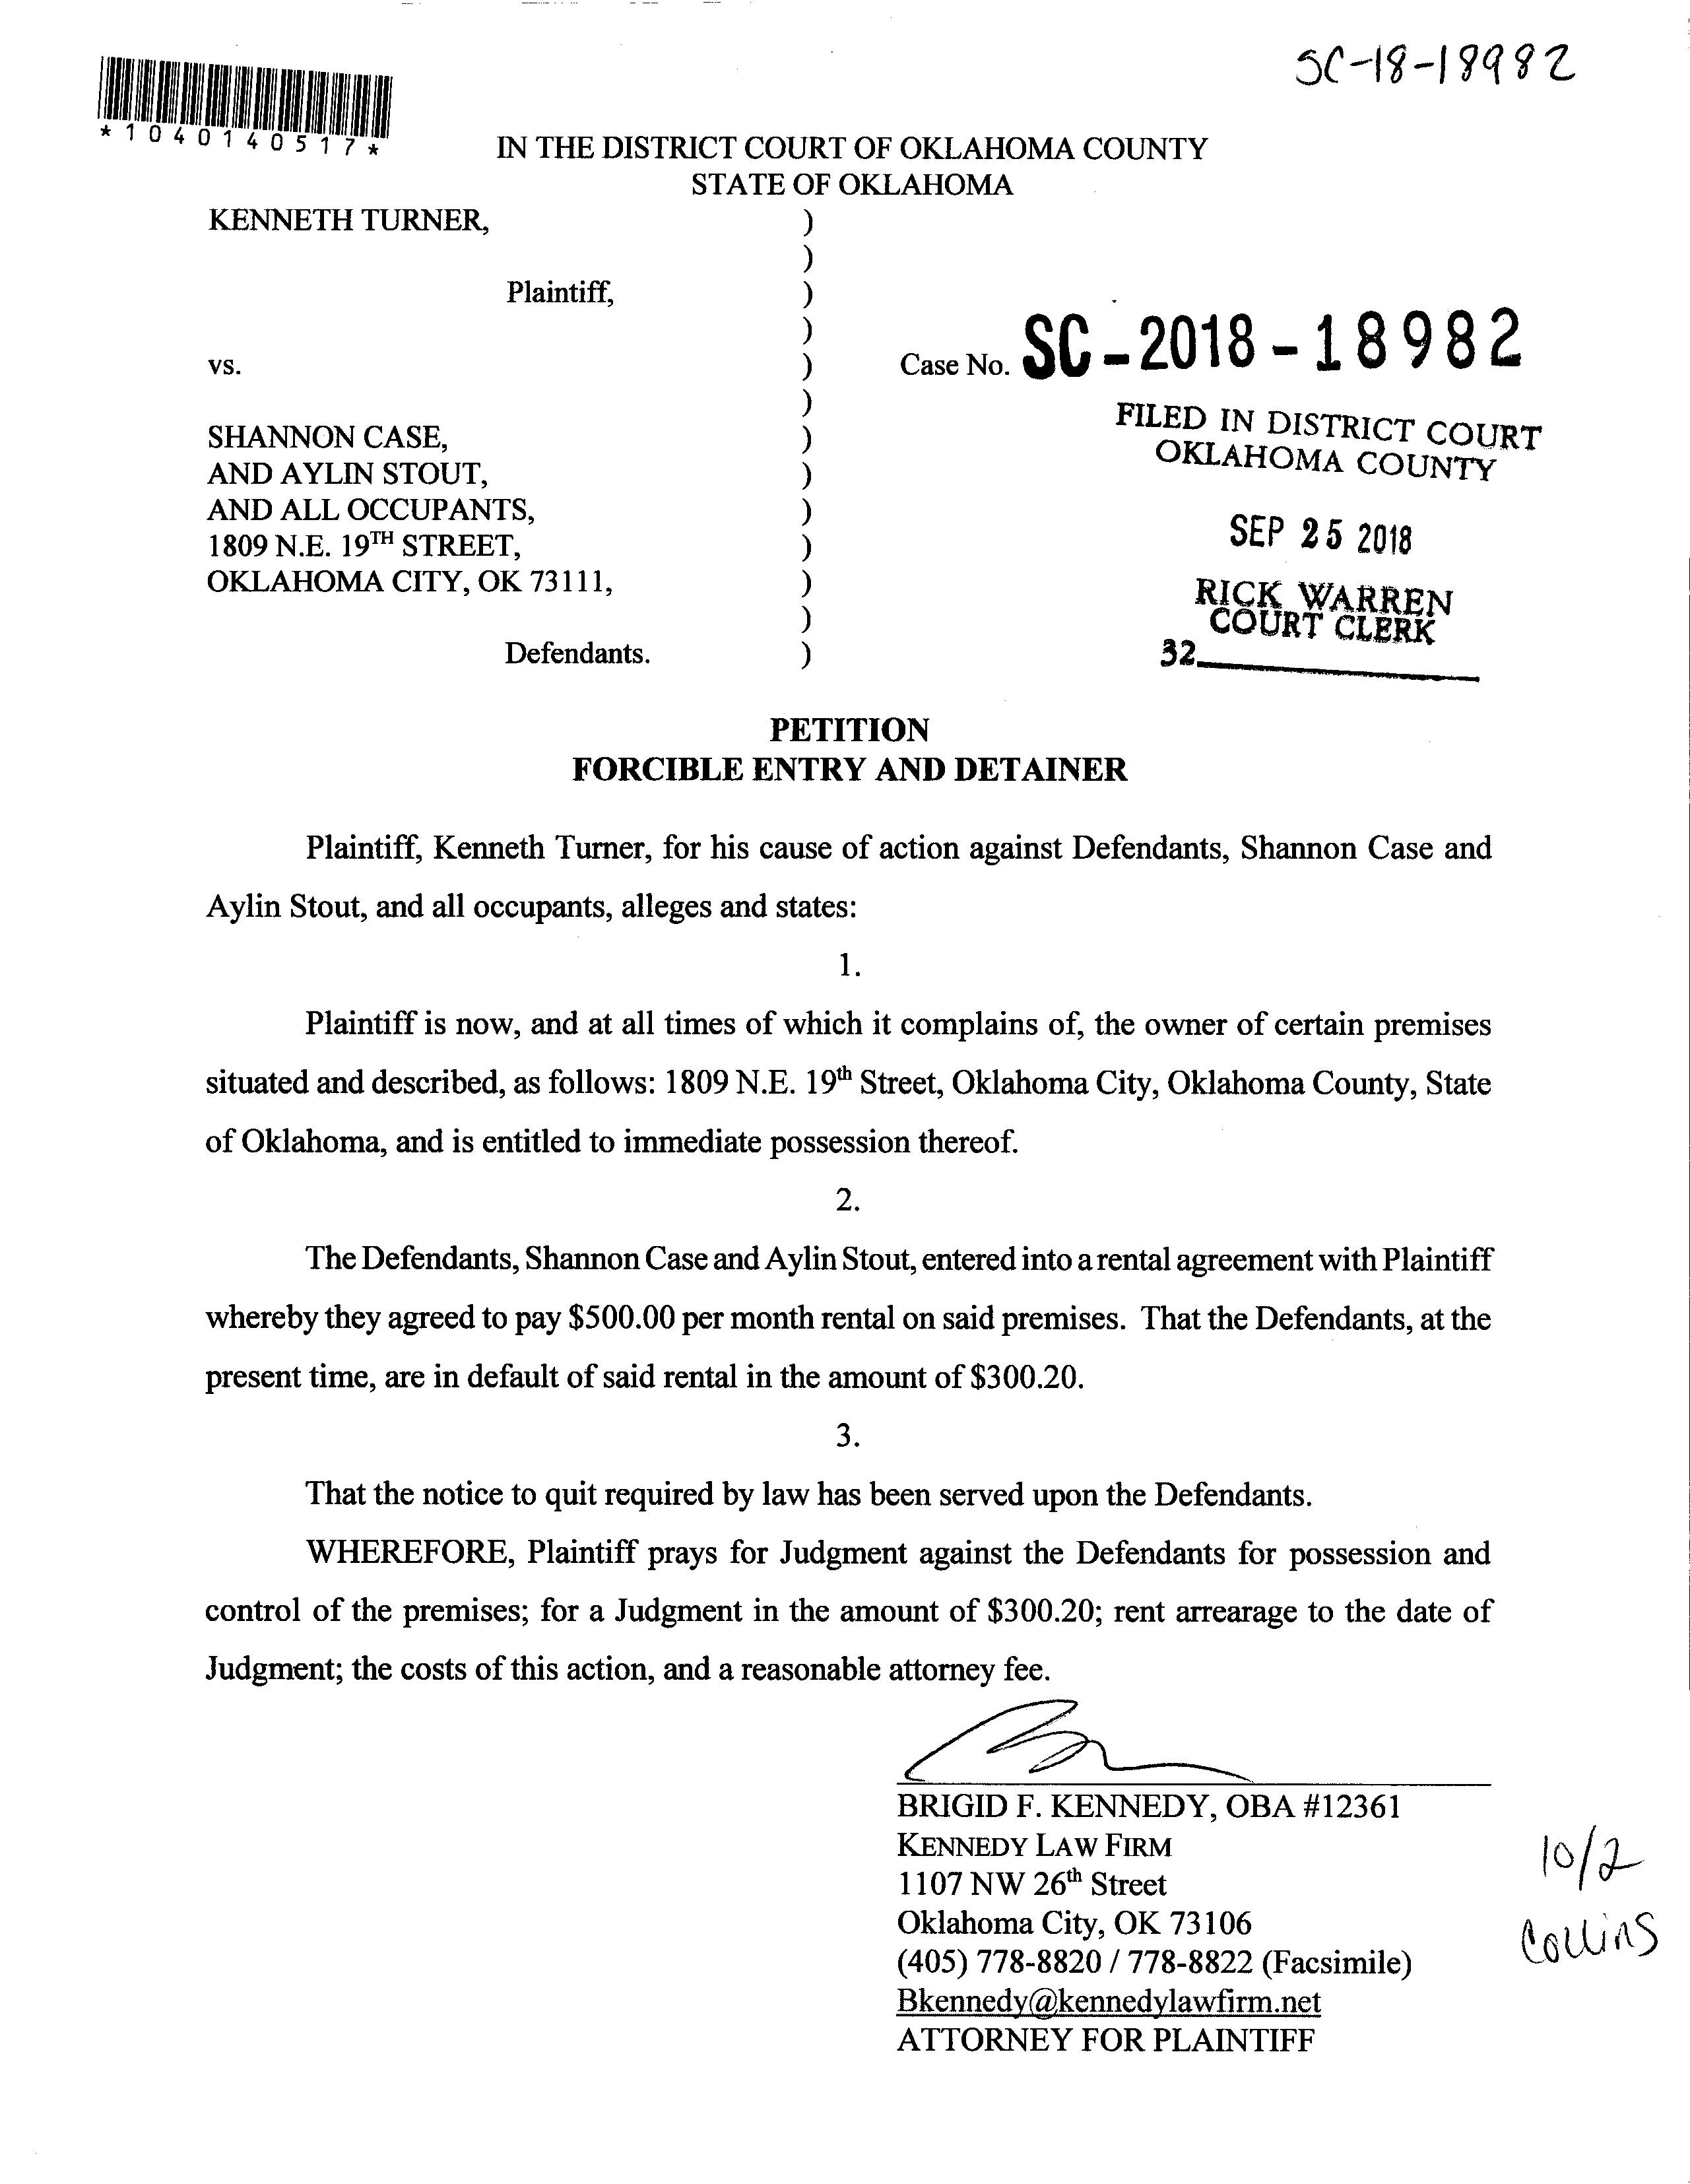 SC-18-18982
*1040140517*
IN THE DISTRICT COURT OF OKLAHOMA COUNTY
STATE OF OKLAHOMA
KENNETH TURNER, )
)
Plaintiff, )
)
vs. ) Case No. SC-2018-18982
)
SHANNON CASE, )
AND AYLIN STOUT, )
AND ALL OCCUPANTS, )
1809 N.E. 19TH STREET, )
OKLAHOMA CITY, OK 73111, )
)
Defendants. )
FILED IN DISTRICT COURT
OKLAHOMA COUNTY
SEP 25 2018
RICK WARREN
COURT CLERK
32
PETITION
FORCIBLE ENTRY AND DETAINER
Plaintiff, Kenneth Turner, for his cause of action against Defendants, Shannon Case and
Aylin Stout, and all occupants, alleges and states:
1.
Plaintiff is now, and at all times of which it complains of, the owner of certain premises
situated and described, as follows: 1809 N.E. 19th Street, Oklahoma City, Oklahoma County, State
of Oklahoma, and is entitled to immediate possession thereof.
2.
The Defendants, Shannon Case and Aylin Stout, entered into a rental agreement with Plaintiff
whereby they agreed to pay $500.00 per month rental on said premises. That the Defendants, at the
present time, are in default of said rental in the amount of $300.20.
3.
That the notice to quit required by law has been served upon the Defendants.
WHEREFORE, Plaintiff prays for Judgment against the Defendants for possession and
control of the premises; for a Judgment in the amount of $300.20; rent arrearage to the date of
Judgment; the costs of this action, and a reasonable attorney fee.
BRIGID F. KENNEDY, OBA #12361
KENNEDY LAW FIRM
1107 NW 26th Street
Oklahoma City, OK 73106
(405) 778-8820 / 778-8822 (Facsimile)
Bkennedy@kennedylawfirm.net
ATTORNEY FOR PLAINTIFF
10/2
Collins